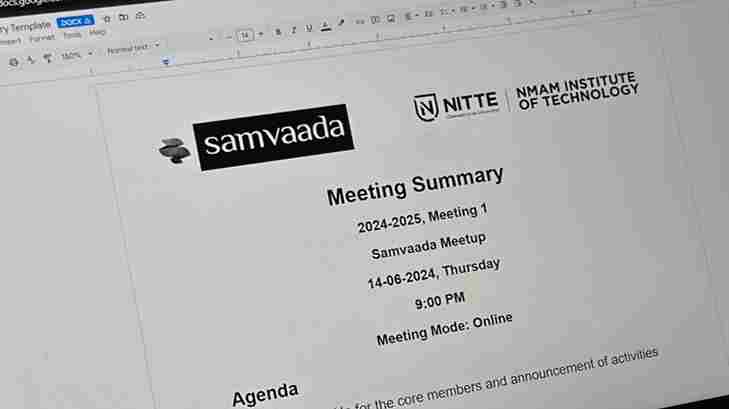 docs.google.
ry Template DOCX
Format Tools Help
150% Normal text 14 B I U A
samvaada
NITTE NMAM INSTITUTE
OF TECHNOLOGY
Meeting Summary
2024-2025, Meeting 1
Samvaada Meetup
14-06-2024, Thursday
9:00 PM
Meeting Mode: Online
Agenda
for the core members and announcement of activities